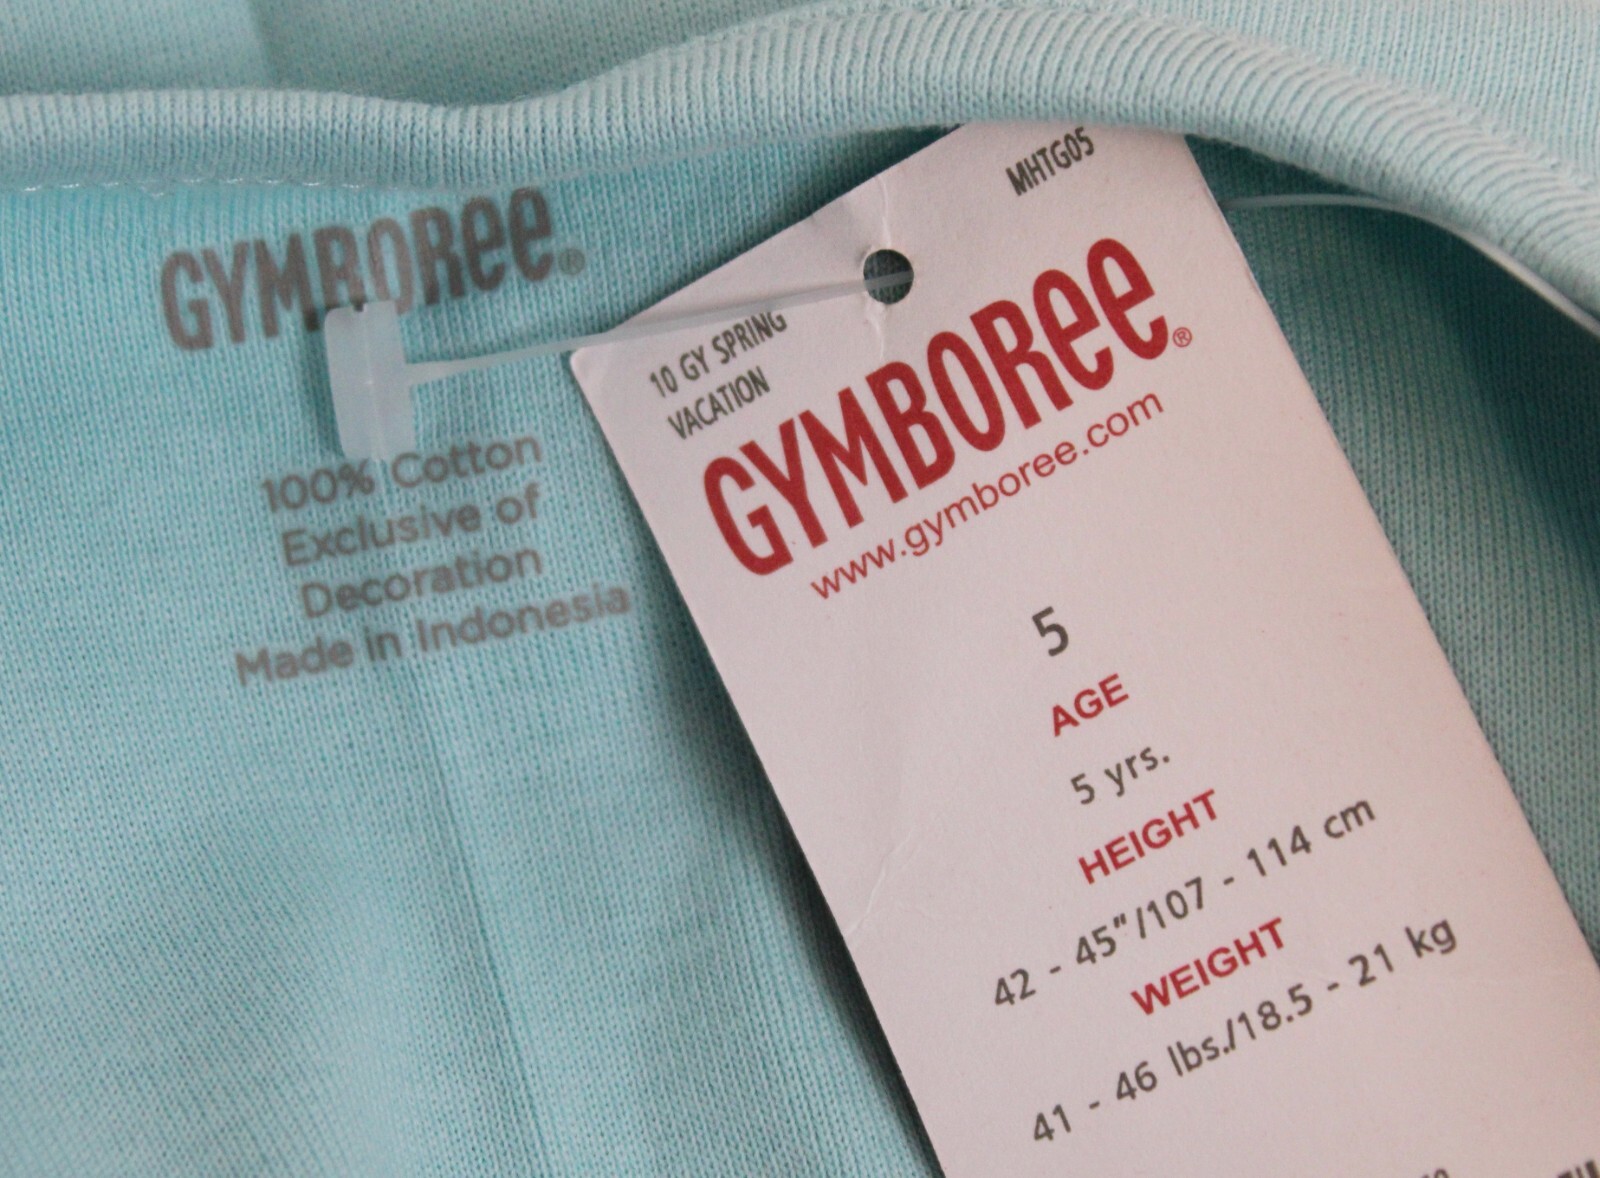 GYMBOREE®
100% Cotton
Exclusive of
Decoration
Made in Indonesia
MHTG05
10 GY SPRING
VACATION
GYMBOREE®
www.gymboree.com
5
AGE
5 yrs.
HEIGHT
42 - 45"/107 - 114 cm
WEIGHT
41 - 46 lbs./18.5 - 21 kg